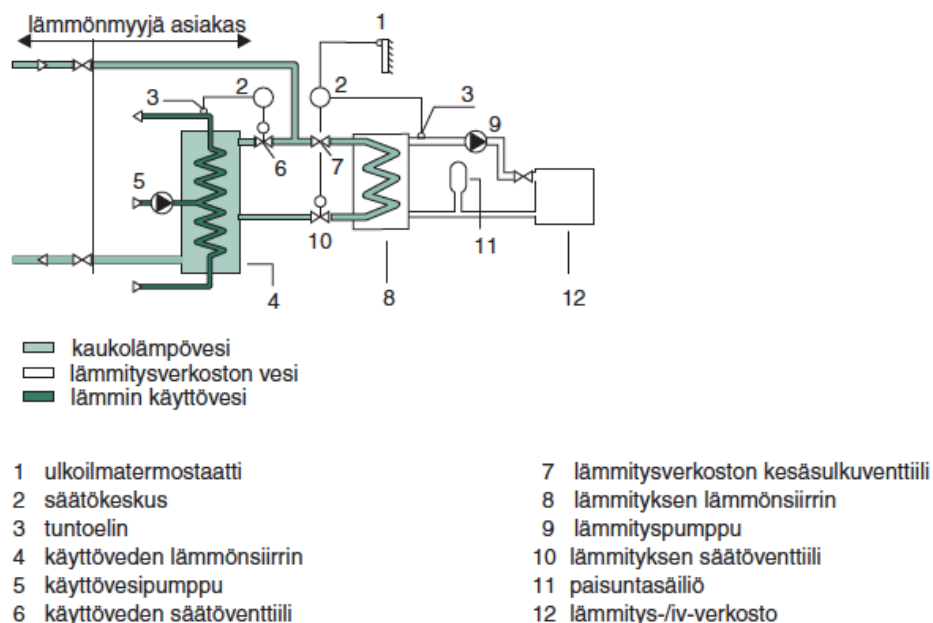 lämmönmyyjä asiakas
1
2
2
3
3
9
5
6
7
10
11
4
8
12
kaukolämpövesi
lämmitysverkoston vesi
lämmin käyttövesi
1 ulkoilmatermostaatti
2 säätökeskus
3 tuntoelin
4 käyttöveden lämmönsiirrin
5 käyttövesipumppu
6 käyttöveden säätöventtiili
7 lämmitysverkoston kesäsulkuventtiili
8 lämmityksen lämmönsiirrin
9 lämmityspumppu
10 lämmityksen säätöventtiili
11 paisuntasäiliö
12 lämmitys-/iv-verkosto